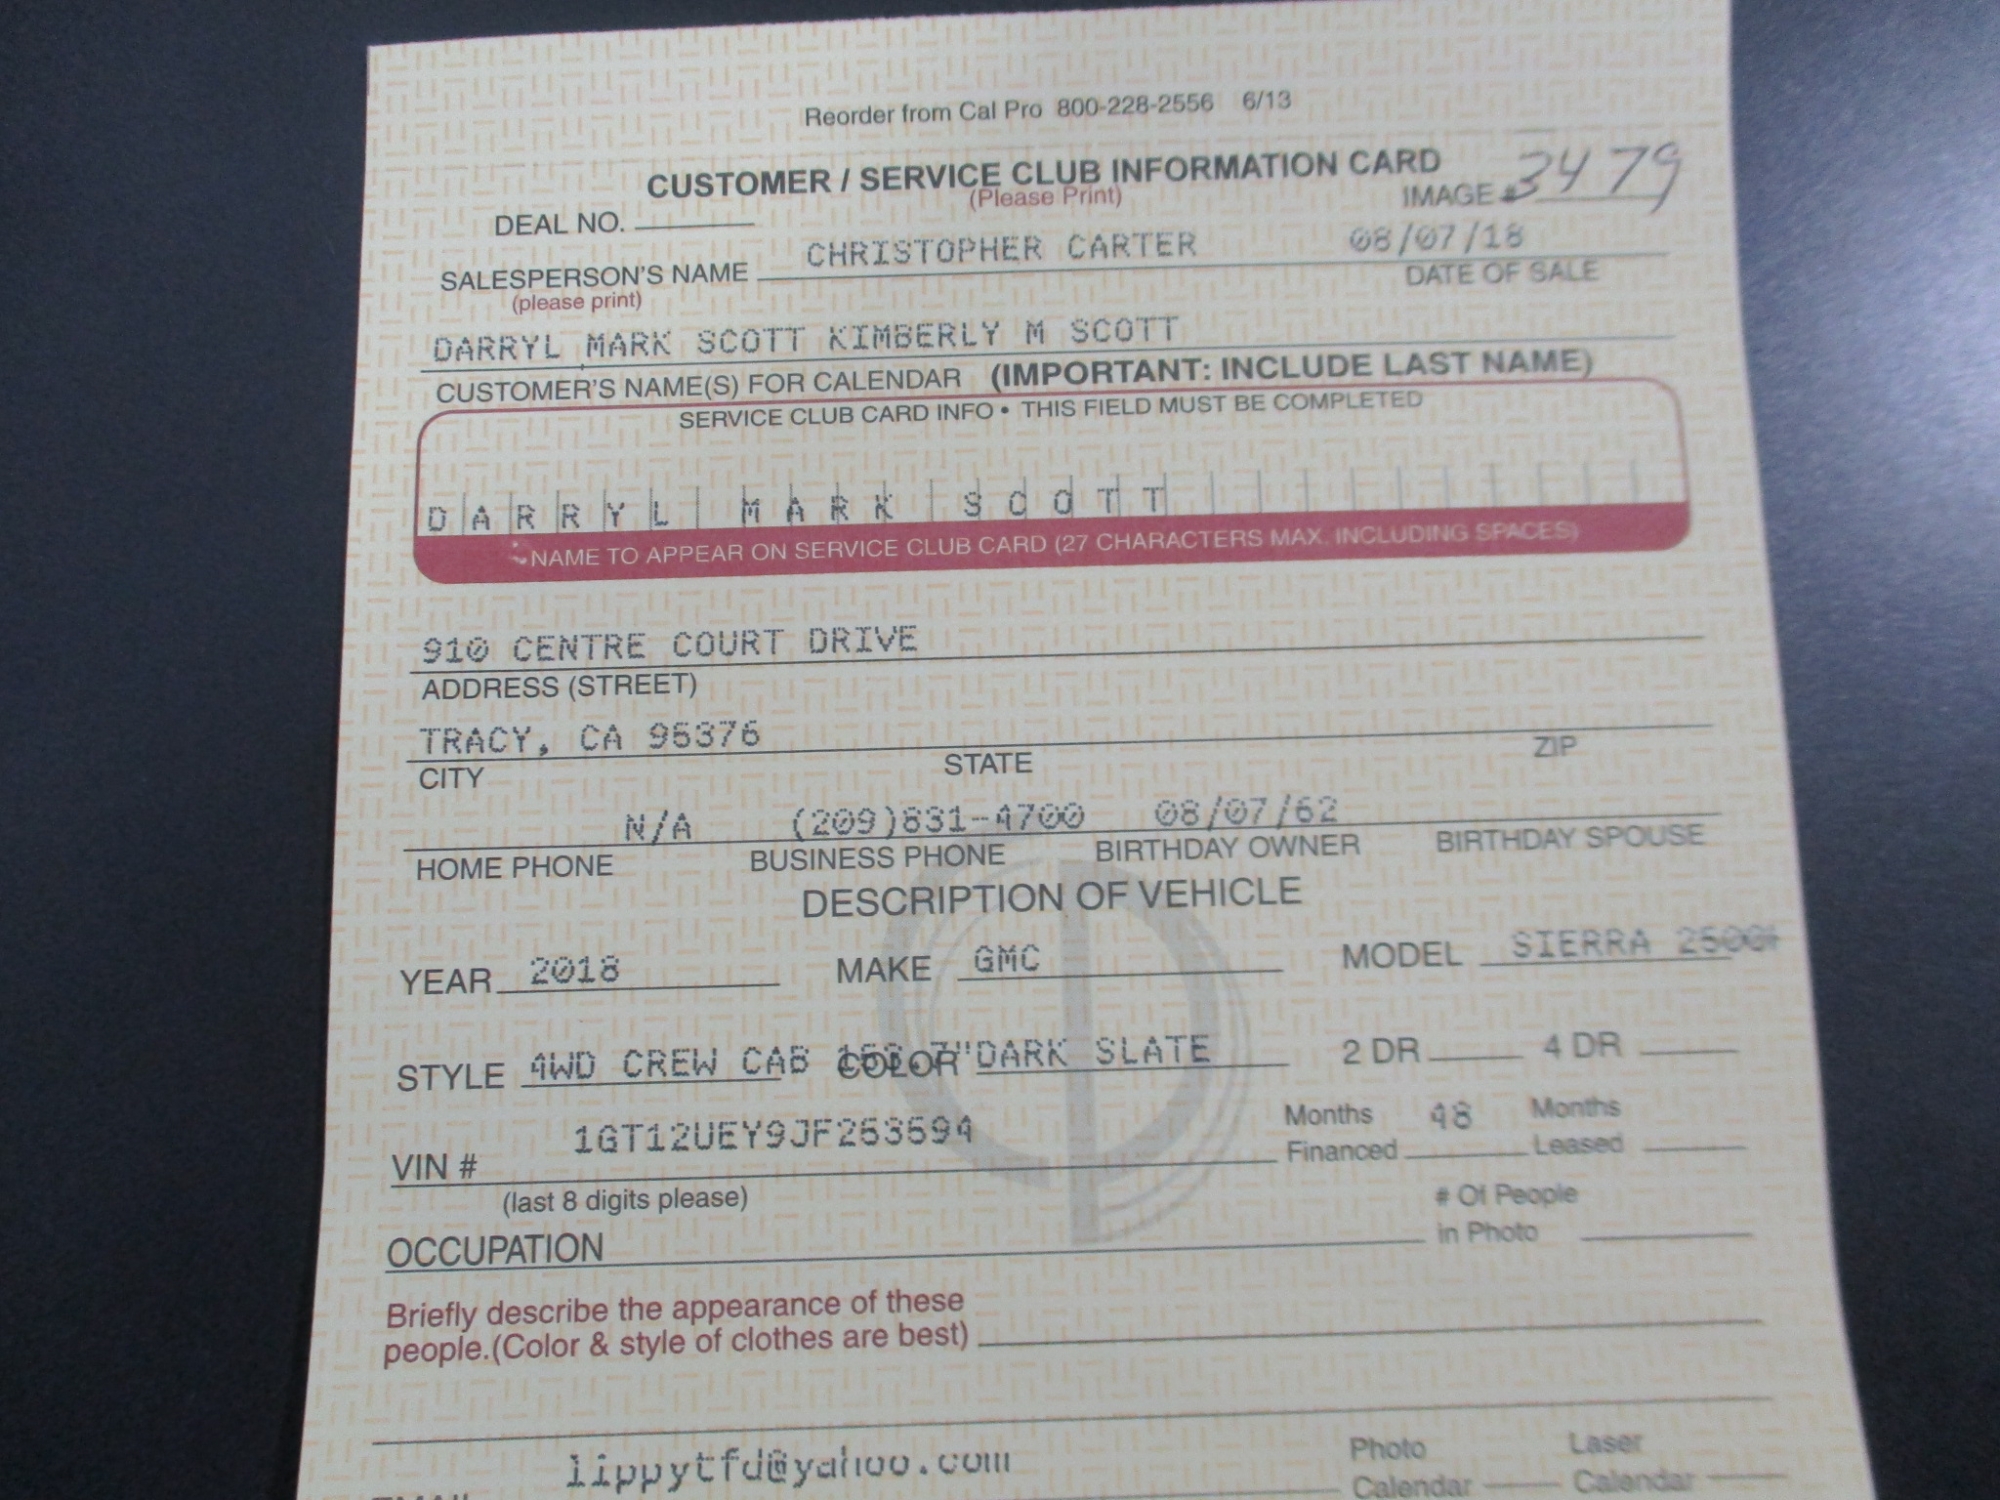 Reorder from Cal Pro 800-228-2556 6/13
CUSTOMER / SERVICE CLUB INFORMATION CARD
(Please Print)
IMAGE # 3479
DEAL NO.
CHRISTOPHER CARTER 08/07/18
SALESPERSON'S NAME DATE OF SALE
(please print)
DARRYL MARK SCOTT KIMBERLY M SCOTT
CUSTOMER'S NAME(S) FOR CALENDAR (IMPORTANT: INCLUDE LAST NAME)
SERVICE CLUB CARD INFO • THIS FIELD MUST BE COMPLETED
DARRYL MARK SCOTT
NAME TO APPEAR ON SERVICE CLUB CARD (27 CHARACTERS MAX. INCLUDING SPACES)
910 CENTRE COURT DRIVE
ADDRESS (STREET)
TRACY, CA 95376
CITY STATE ZIP
N/A (209)831-4700 08/07/62
HOME PHONE BUSINESS PHONE BIRTHDAY OWNER BIRTHDAY SPOUSE
DESCRIPTION OF VEHICLE
YEAR 2018 MAKE GMC MODEL SIERRA
STYLE 4WD CREW CAB COLOR DARK SLATE 2 DR 4 DR
VIN # 1GT12UEY9JF253594 Months Financed 48 Months Leased
(last 8 digits please)
OCCUPATION # Of People in Photo
Briefly describe the appearance of these
people.(Color & style of clothes are best)
lippytfd@yahoo.com
EMAIL Photo Calendar Laser Calendar